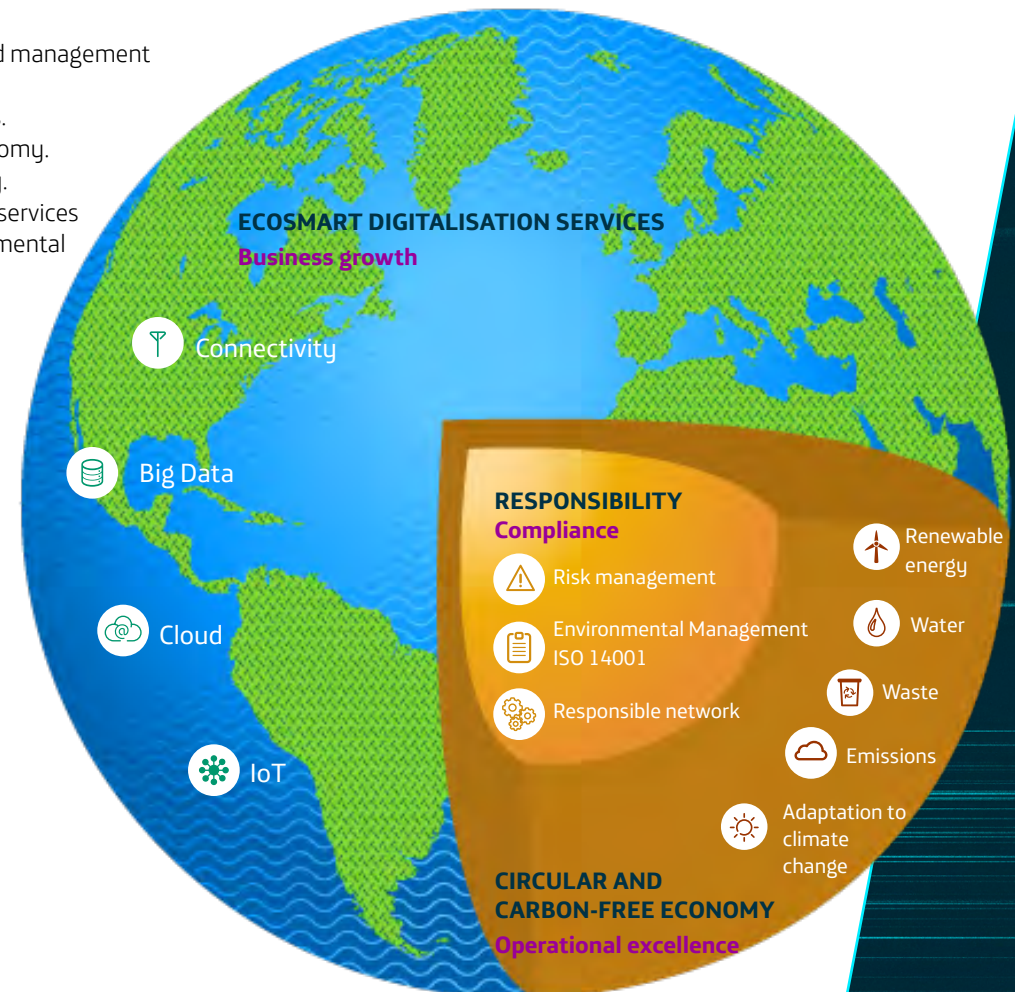 management
omy.
services
mental
ECOSMART DIGITALISATION SERVICES
Business growth
Connectivity
Big Data
Cloud
IoT
RESPONSIBILITY
Compliance
Risk management
Environmental Management
ISO 14001
Responsible network
Renewable
energy
Water
Waste
Emissions
Adaptation to
climate
change
CIRCULAR AND
CARBON-FREE ECONOMY
Operational excellence